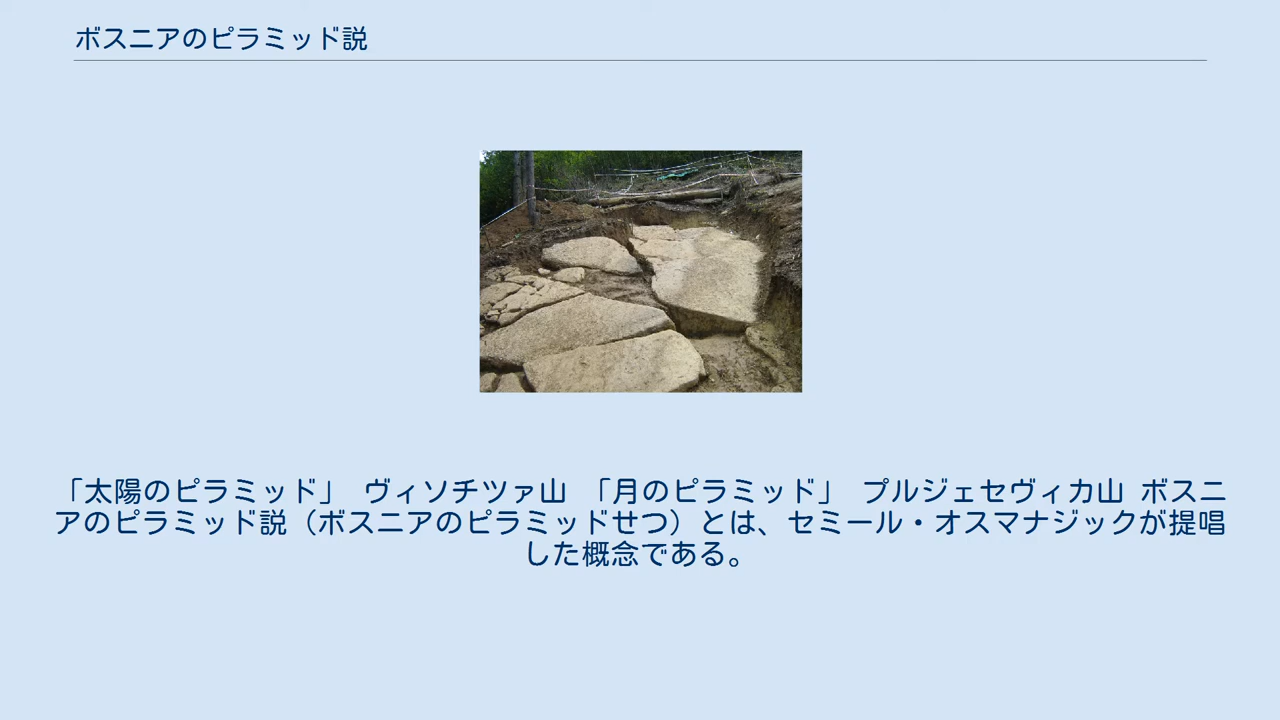 ボスニアのピラミッド説
「太陽のピラミッド」 ヴィソチツァ山 「月のピラミッド」 プルジェセヴィカ山 ボスニ
アのピラミッド説（ボスニアのピラミッドせつ）とは、セミール・オスマナジックが提唱
した概念である。